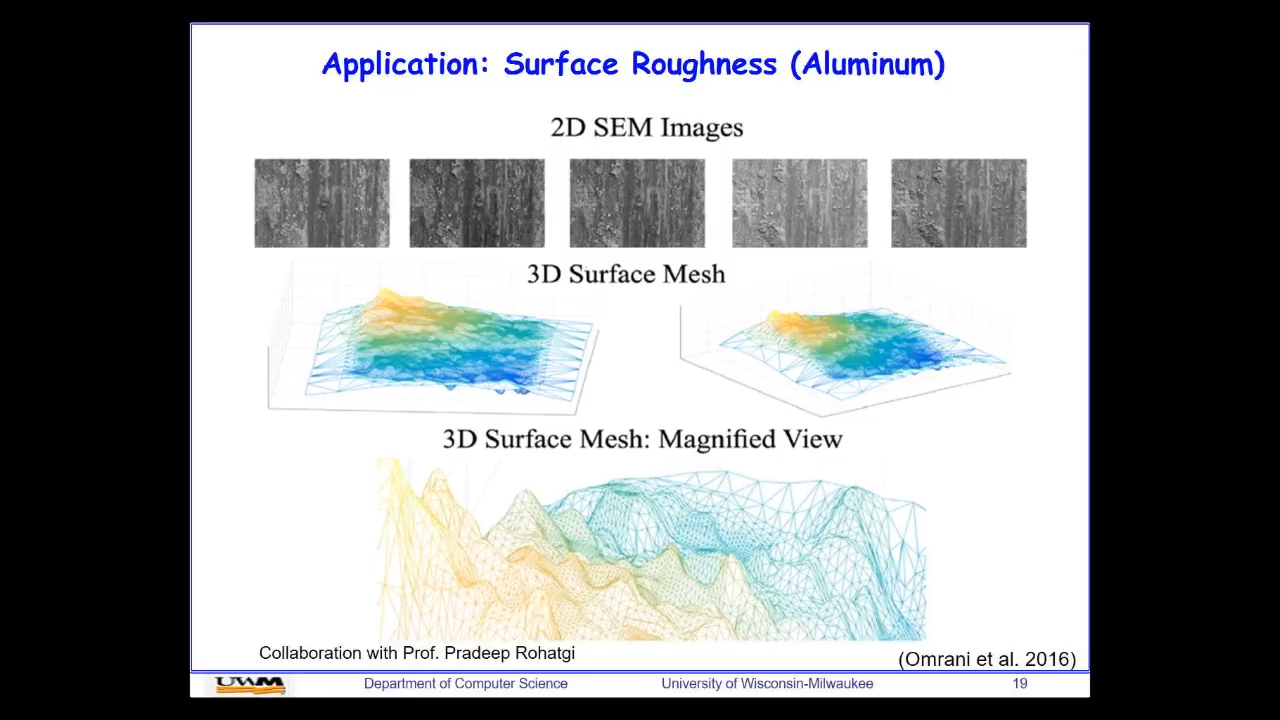 Application: Surface Roughness (Aluminum)
2D SEM Images
3D Surface Mesh
3D Surface Mesh: Magnified View
Collaboration with Prof. Pradeep Rohatgi
(Omrani et al. 2016)
UWM
Department of Computer Science
University of Wisconsin-Milwaukee
19